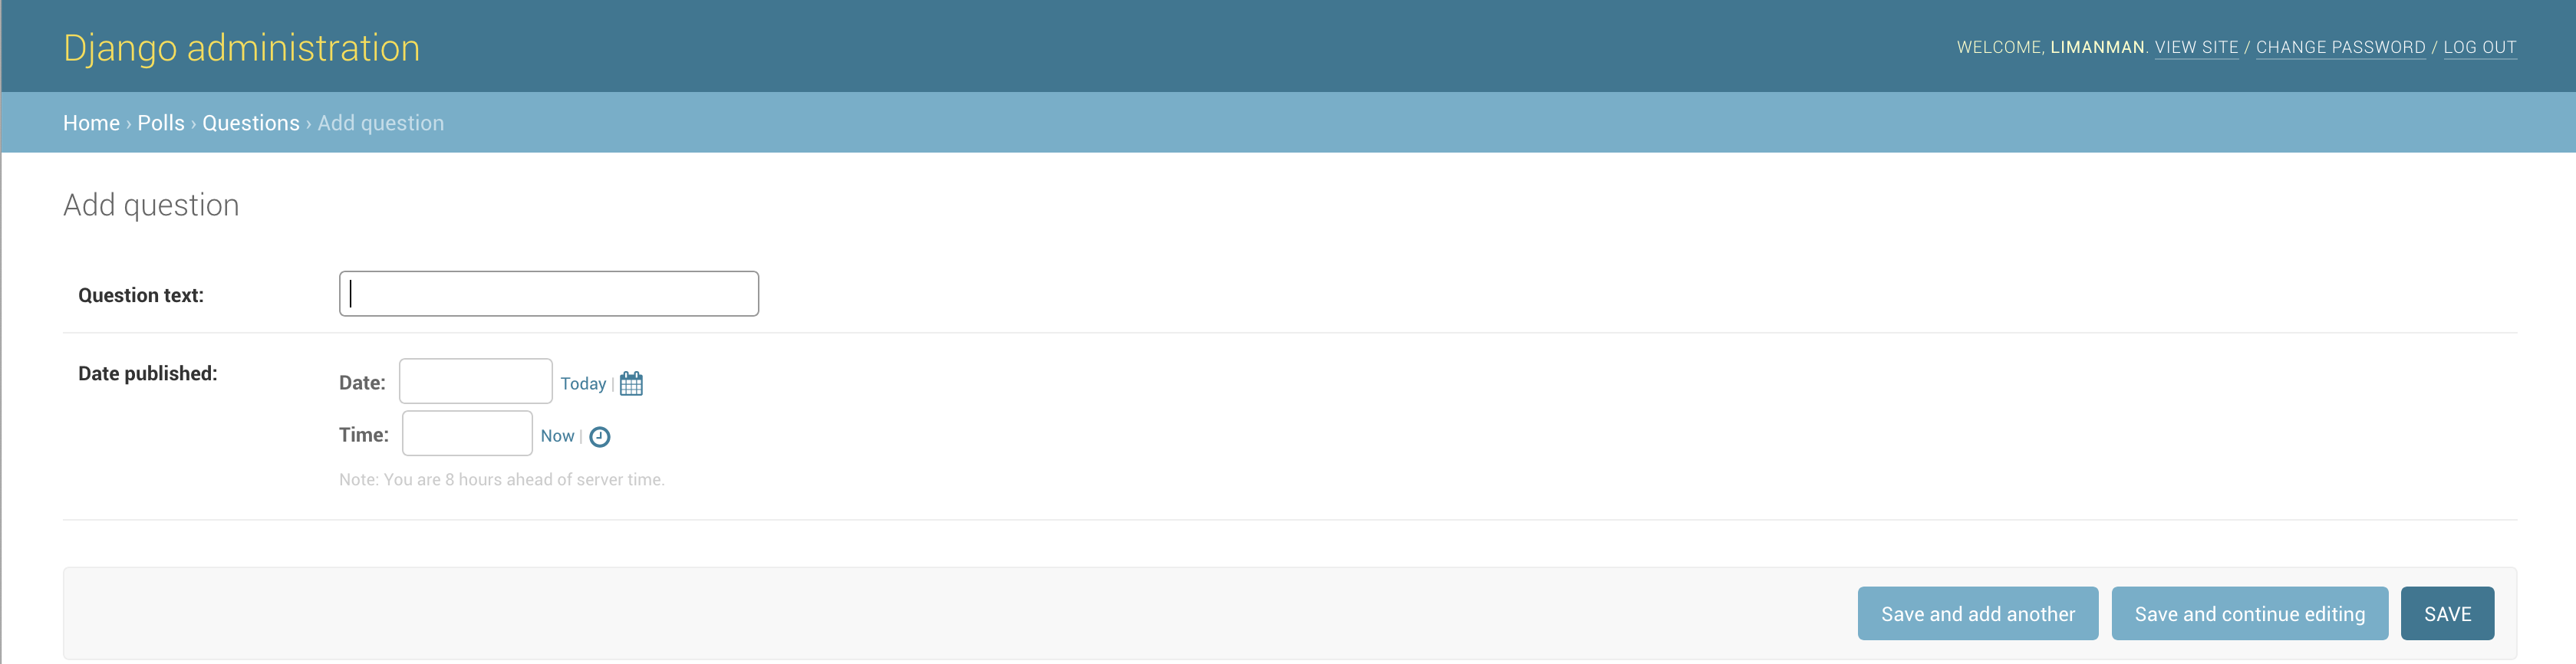 Django administration
WELCOME, LIMANMAN. VIEW SITE / CHANGE PASSWORD / LOG OUT
Home › Polls › Questions › Add question
Add question
Question text:
Date published:
Date: Today |
Time: Now |
Note: You are 8 hours ahead of server time.
Save and add another
Save and continue editing
SAVE